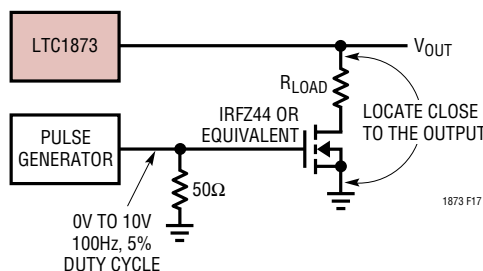 LTC1873
VOUT
RLOAD
IRFZ44 OR
EQUIVALENT
LOCATE CLOSE
TO THE OUTPUT
PULSE
GENERATOR
50Ω
0V TO 10V
100Hz, 5%
DUTY CYCLE
1873 F17